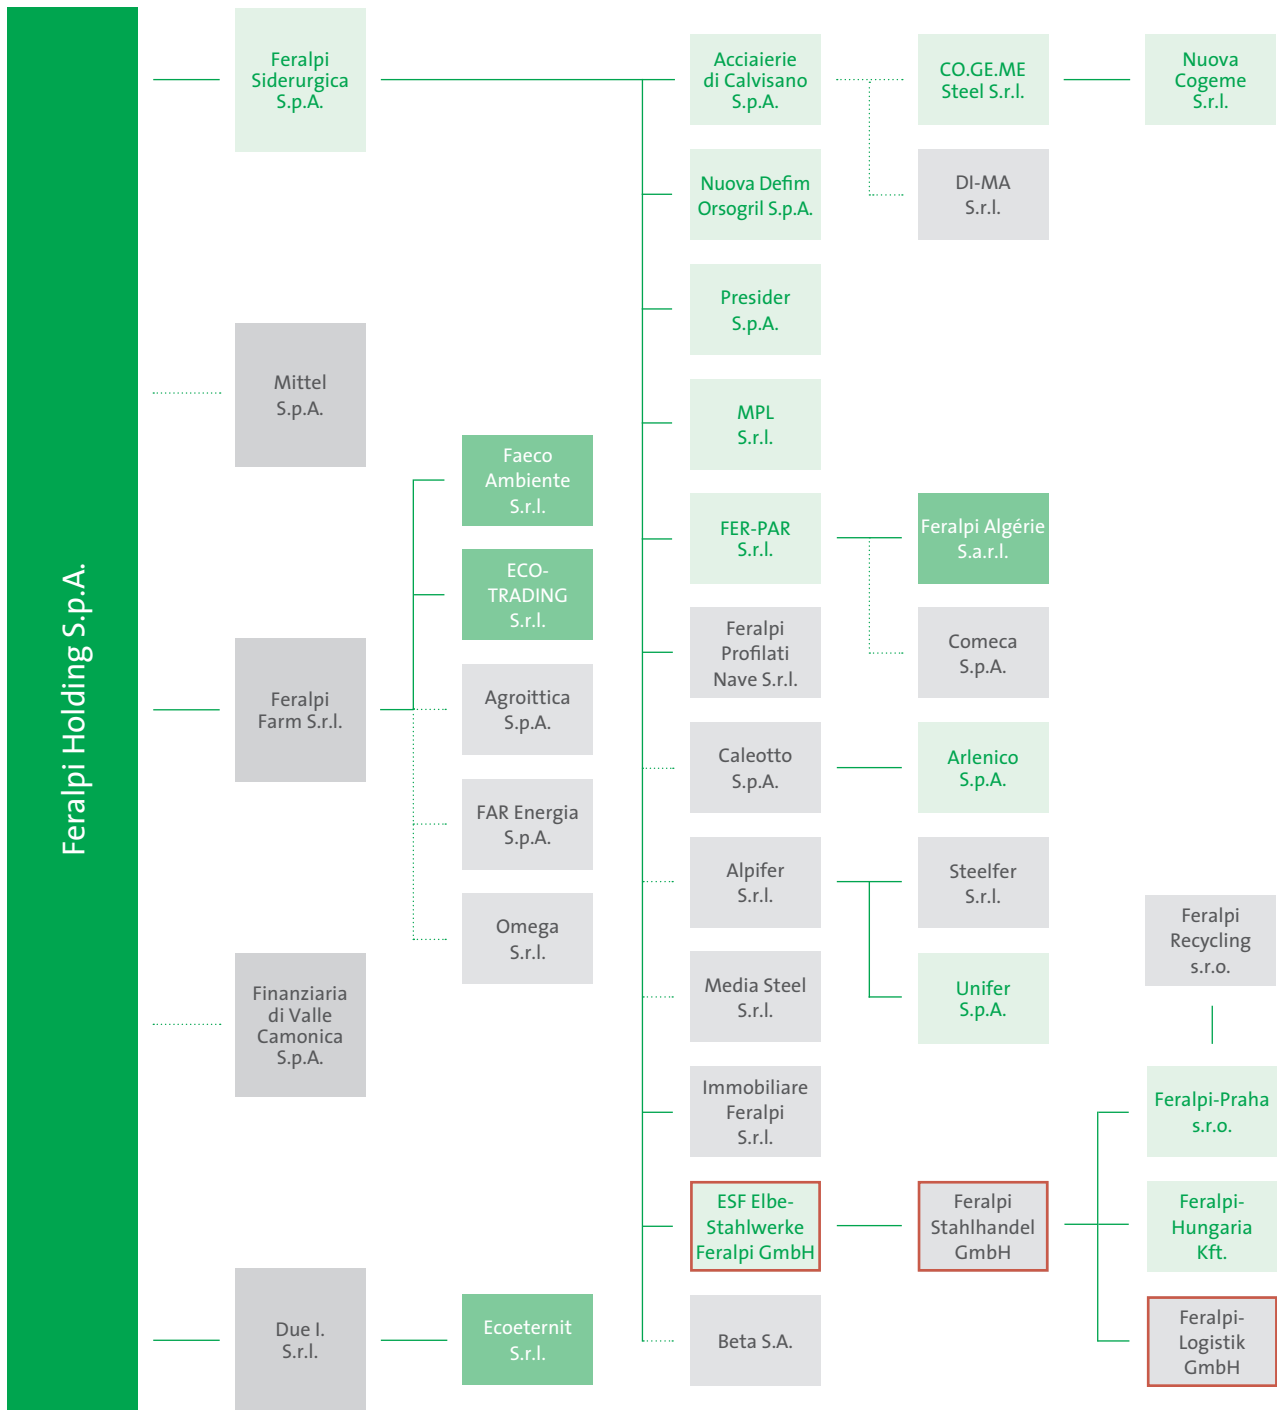 Feralpi Holding S.p.A.
Feralpi
Siderurgica
S.p.A.
Mittel
S.p.A.
Feralpi
Farm S.r.l.
Finanziaria
di Valle
Camonica
S.p.A.
Due I.
S.r.l.
Faeco
Ambiente
S.r.l.
ECO-
TRADING
S.r.l.
Agroittica
S.p.A.
FAR Energia
S.p.A.
Omega
S.r.l.
Ecoeternit
S.r.l.
Acciaierie
di Calvisano
S.p.A.
Nuova Defim
Orsogril S.p.A.
Presider
S.p.A.
MPL
S.r.l.
FER-PAR
S.r.l.
Feralpi
Profilati
Nave S.r.l.
Caleotto
S.p.A.
Alpifer
S.r.l.
Media Steel
S.r.l.
Immobiliare
Feralpi
S.r.l.
ESF Elbe-
Stahlwerke
Feralpi GmbH
Beta S.A.
CO.GE.ME
Steel S.r.l.
DI-MA
S.r.l.
Feralpi Algérie
S.a.r.l.
Comeca
S.p.A.
Arlenico
S.p.A.
Steelfer
S.r.l.
Unifer
S.p.A.
Feralpi
Stahlhandel
GmbH
Nuova
Cogeme
S.r.l.
Feralpi
Recycling
s.r.o.
Feralpi-Praha
s.r.o.
Feralpi-
Hungaria
Kft.
Feralpi-
Logistik
GmbH